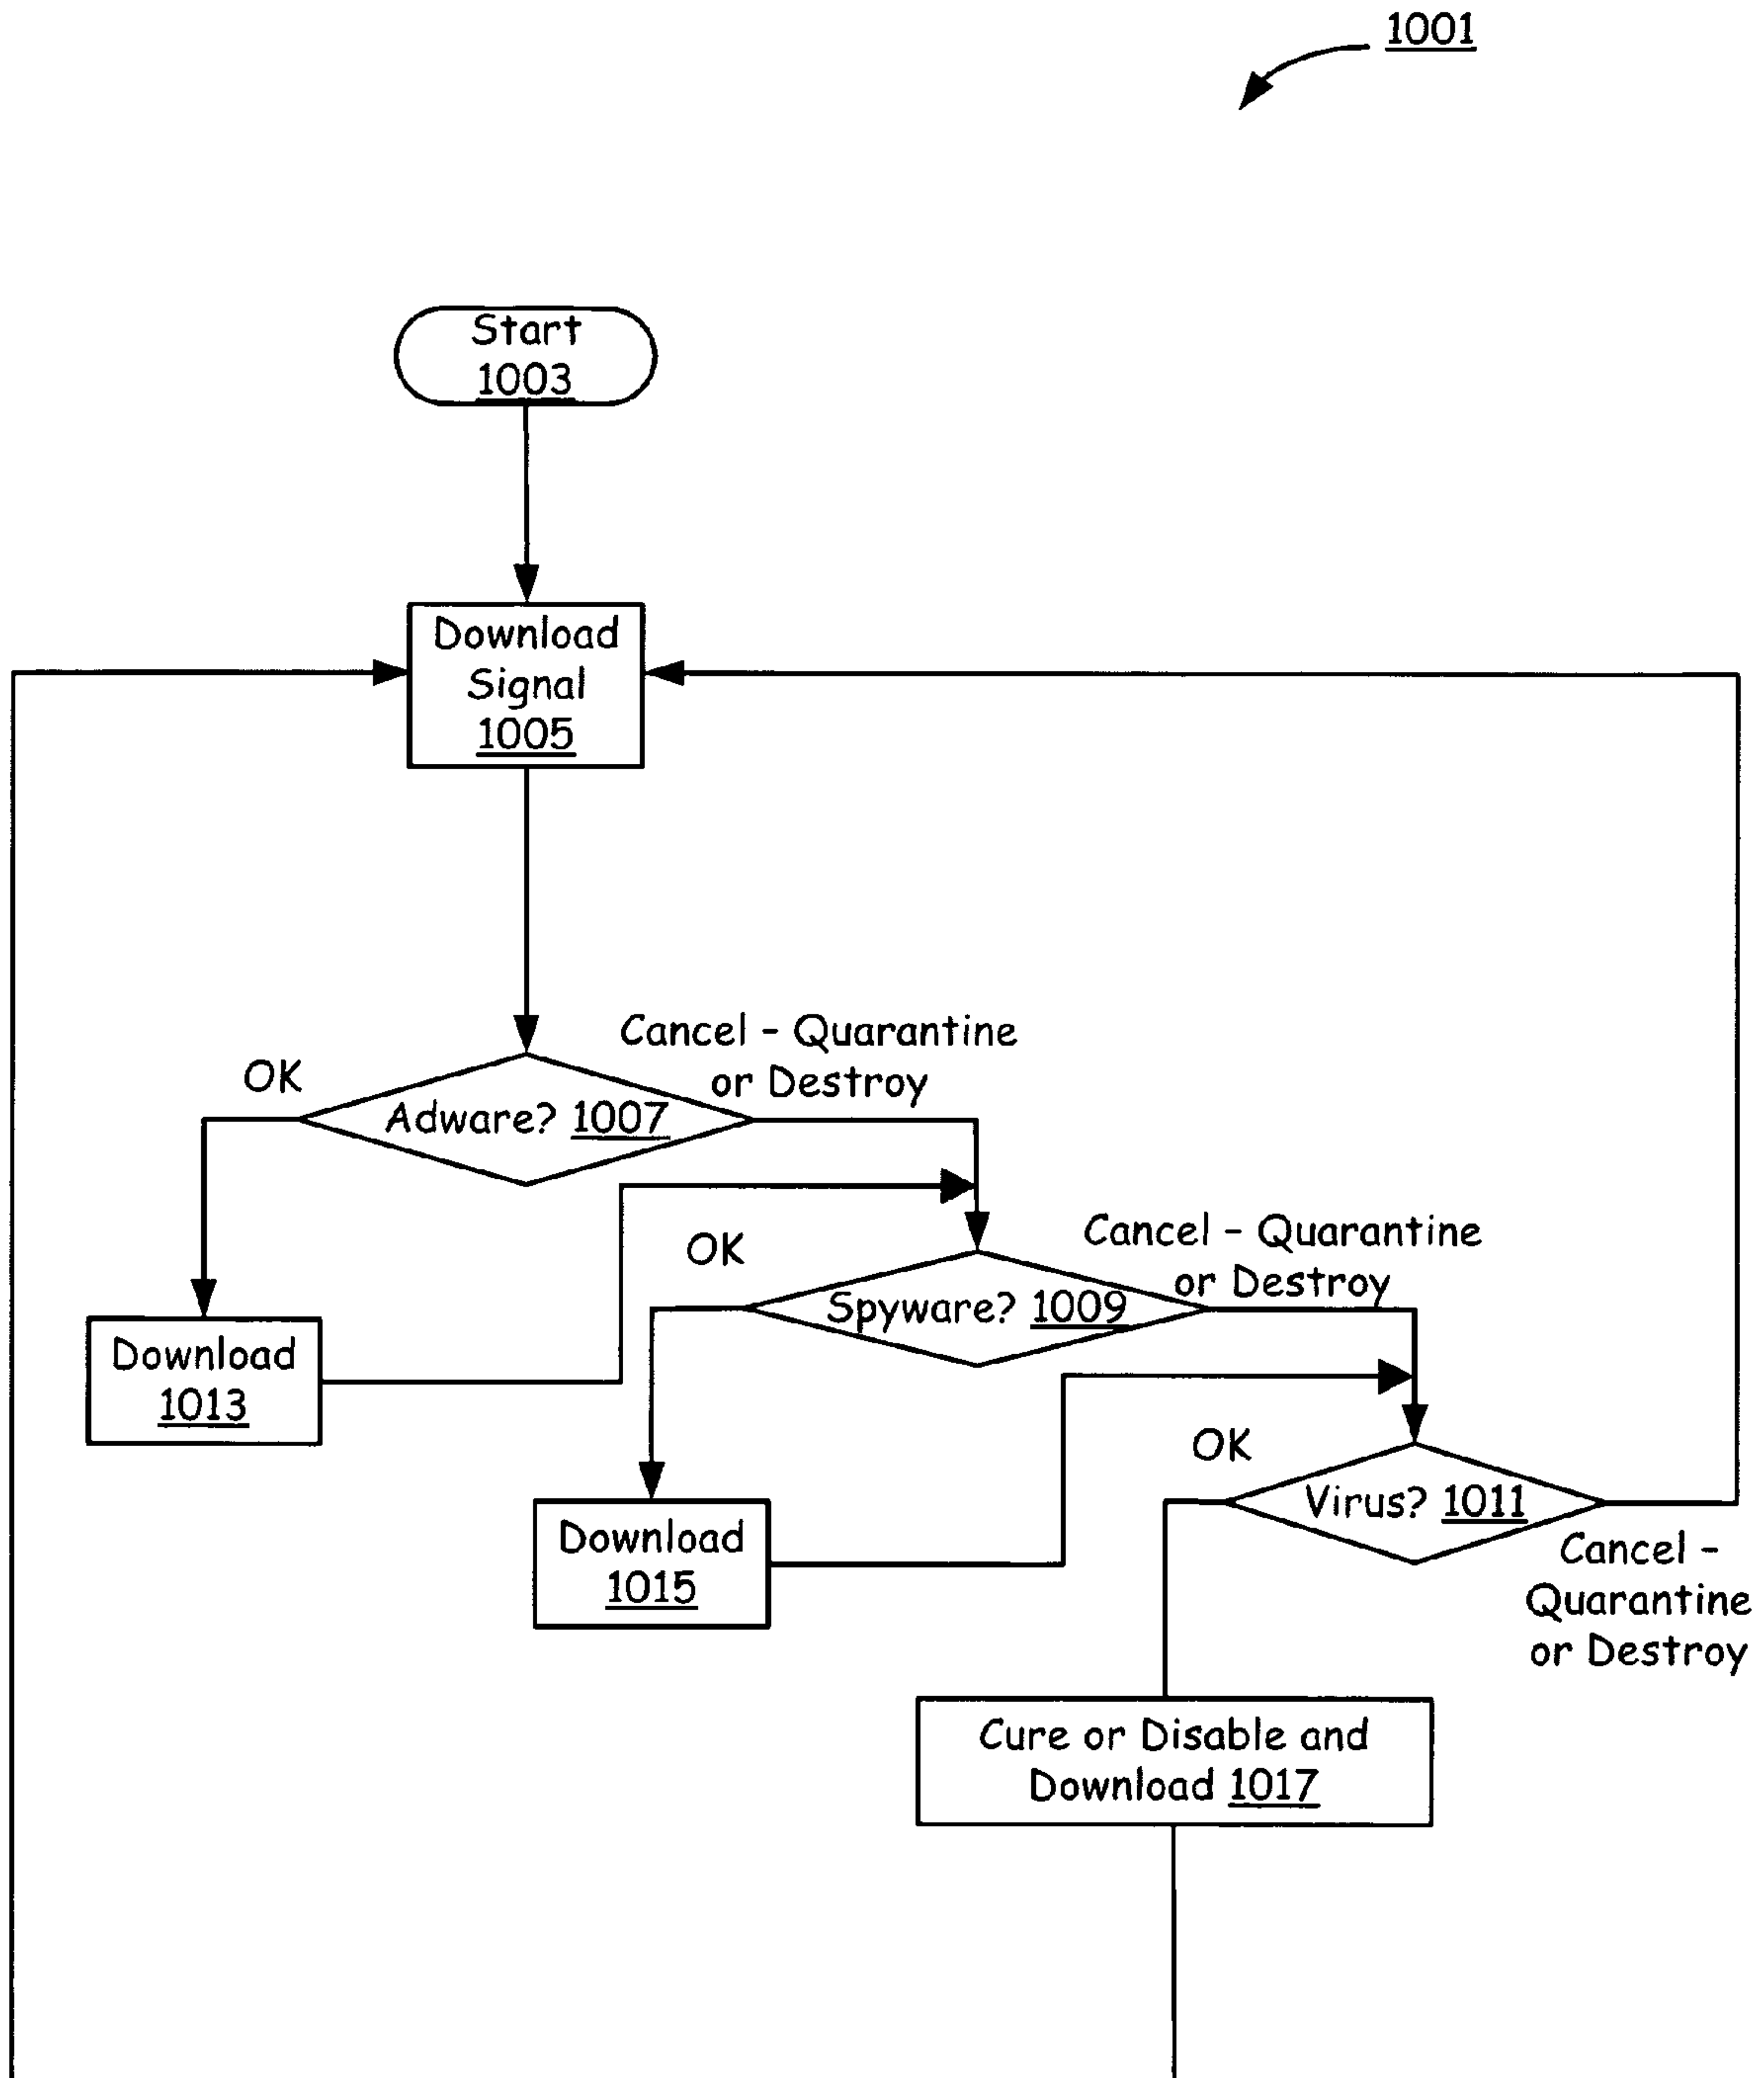 1001
Start
1003
Download
Signal
1005
Cancel - Quarantine
or Destroy
OK
Adware? 1007
Cancel - Quarantine
or Destroy
OK
Spyware? 1009
Download
1013
OK
Virus? 1011
Cancel -
Quarantine
or Destroy
Download
1015
Cure or Disable and
Download 1017